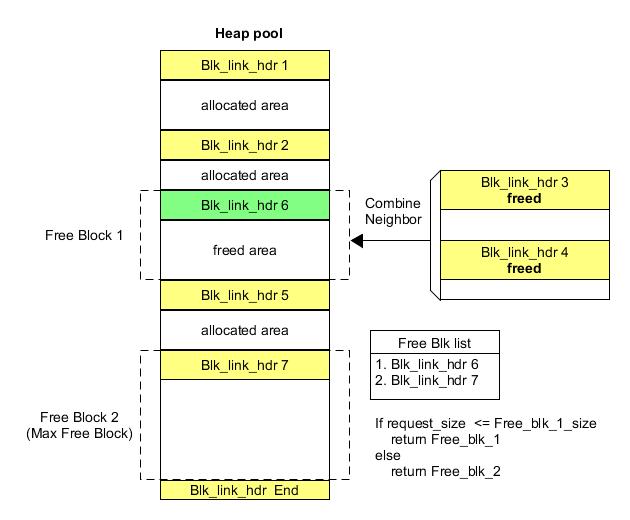 Heap pool
Blk_link_hdr 1
allocated area
Blk_link_hdr 2
allocated area
Free Block 1
Blk_link_hdr 6
freed area
Combine
Neighbor
Blk_link_hdr 3
freed
Blk_link_hdr 4
freed
Blk_link_hdr 5
allocated area
Free Block 2
(Max Free Block)
Blk_link_hdr 7
Blk_link_hdr  End
Free Blk list
1. Blk_link_hdr 6
2. Blk_link_hdr 7
If request_size  <= Free_blk_1_size
    return Free_blk_1
else
    return Free_blk_2